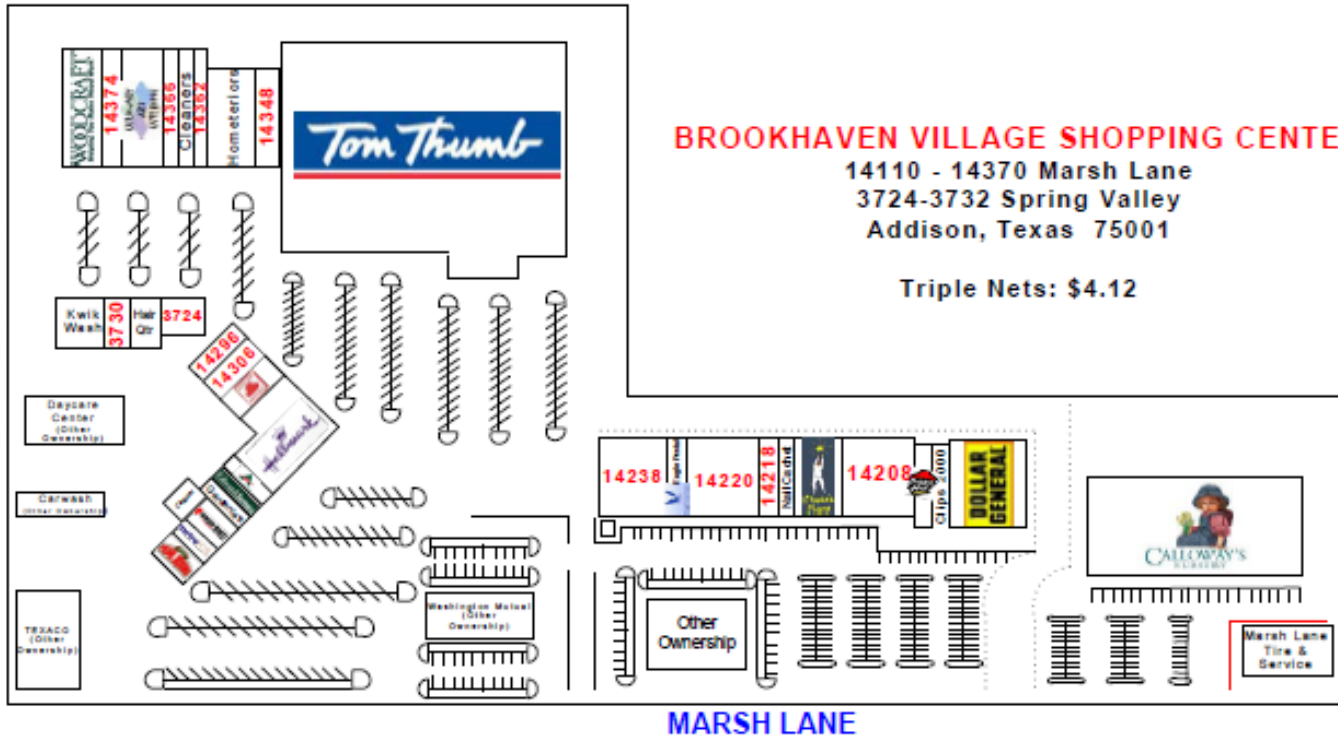 BROOKHAVEN VILLAGE SHOPPING CENTE
14110 - 14370 Marsh Lane
3724-3732 Spring Valley
Addison, Texas 75001
Triple Nets: $4.12
WOODCRAFT
14374
14366
Cleaners
14362
Hometeriors
14348
Tom Thumb
Kwik
Wash
3730
Hair
Qtr
3724
14296
14306
Hallmark
Daycare
Center
(Other
Ownership)
Carwash
(Other Ownership)
TEXACO
(Other
Ownership)
Washington Mutual
(Other
Ownership)
14238
14220
14218
14208
Clips 2000
DOLLAR
GENERAL
Other
Ownership
CALLOWAY'S
NURSERY
Marsh Lane
Tire &
Service
MARSH LANE